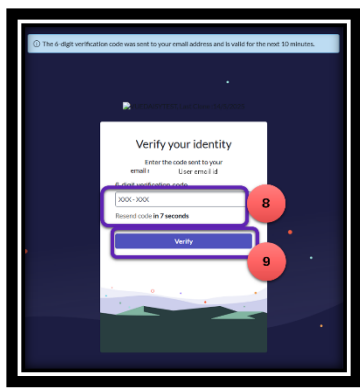 The 6-digit verification code was sent to your email address and is valid for the next 10 minutes.
Verify your identity
Enter the code sent to your
email User email id
6-digit verification code
XXX - XXX
Resend code in 7 seconds
8
Verify
9